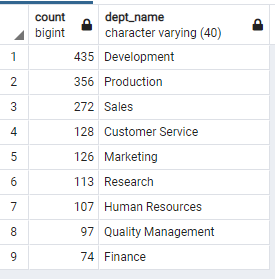 count dept_name
bigint character varying (40)
1 435 Development
2 356 Production
3 272 Sales
4 128 Customer Service
5 126 Marketing
6 113 Research
7 107 Human Resources
8 97 Quality Management
9 74 Finance